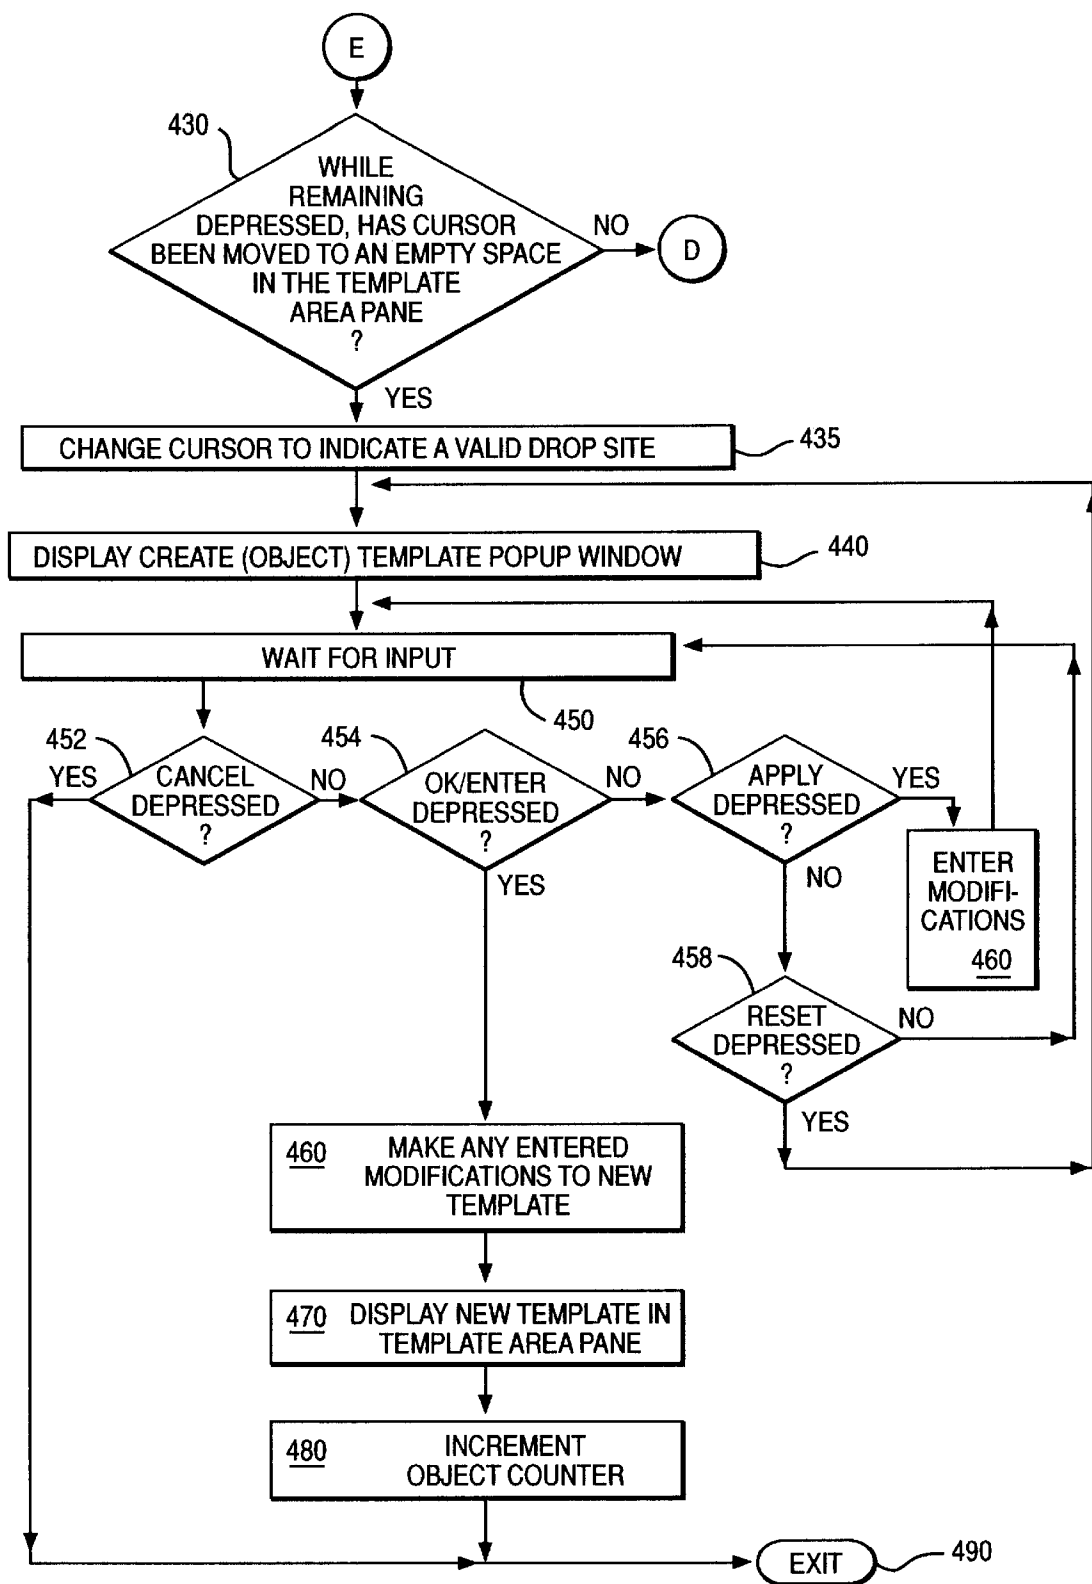 E
430
WHILE
REMAINING
DEPRESSED, HAS CURSOR
BEEN MOVED TO AN EMPTY SPACE
IN THE TEMPLATE
AREA PANE
?
NO
D
YES
CHANGE CURSOR TO INDICATE A VALID DROP SITE
435
DISPLAY CREATE (OBJECT) TEMPLATE POPUP WINDOW
440
WAIT FOR INPUT
450
452
YES
CANCEL
DEPRESSED
?
NO
454
OK/ENTER
DEPRESSED
?
NO
YES
456
APPLY
DEPRESSED
?
YES
NO
ENTER
MODIFI-
CATIONS
460
458
RESET
DEPRESSED
?
NO
YES
460 MAKE ANY ENTERED
MODIFICATIONS TO NEW
TEMPLATE
470 DISPLAY NEW TEMPLATE IN
TEMPLATE AREA PANE
480 INCREMENT
OBJECT COUNTER
EXIT
490